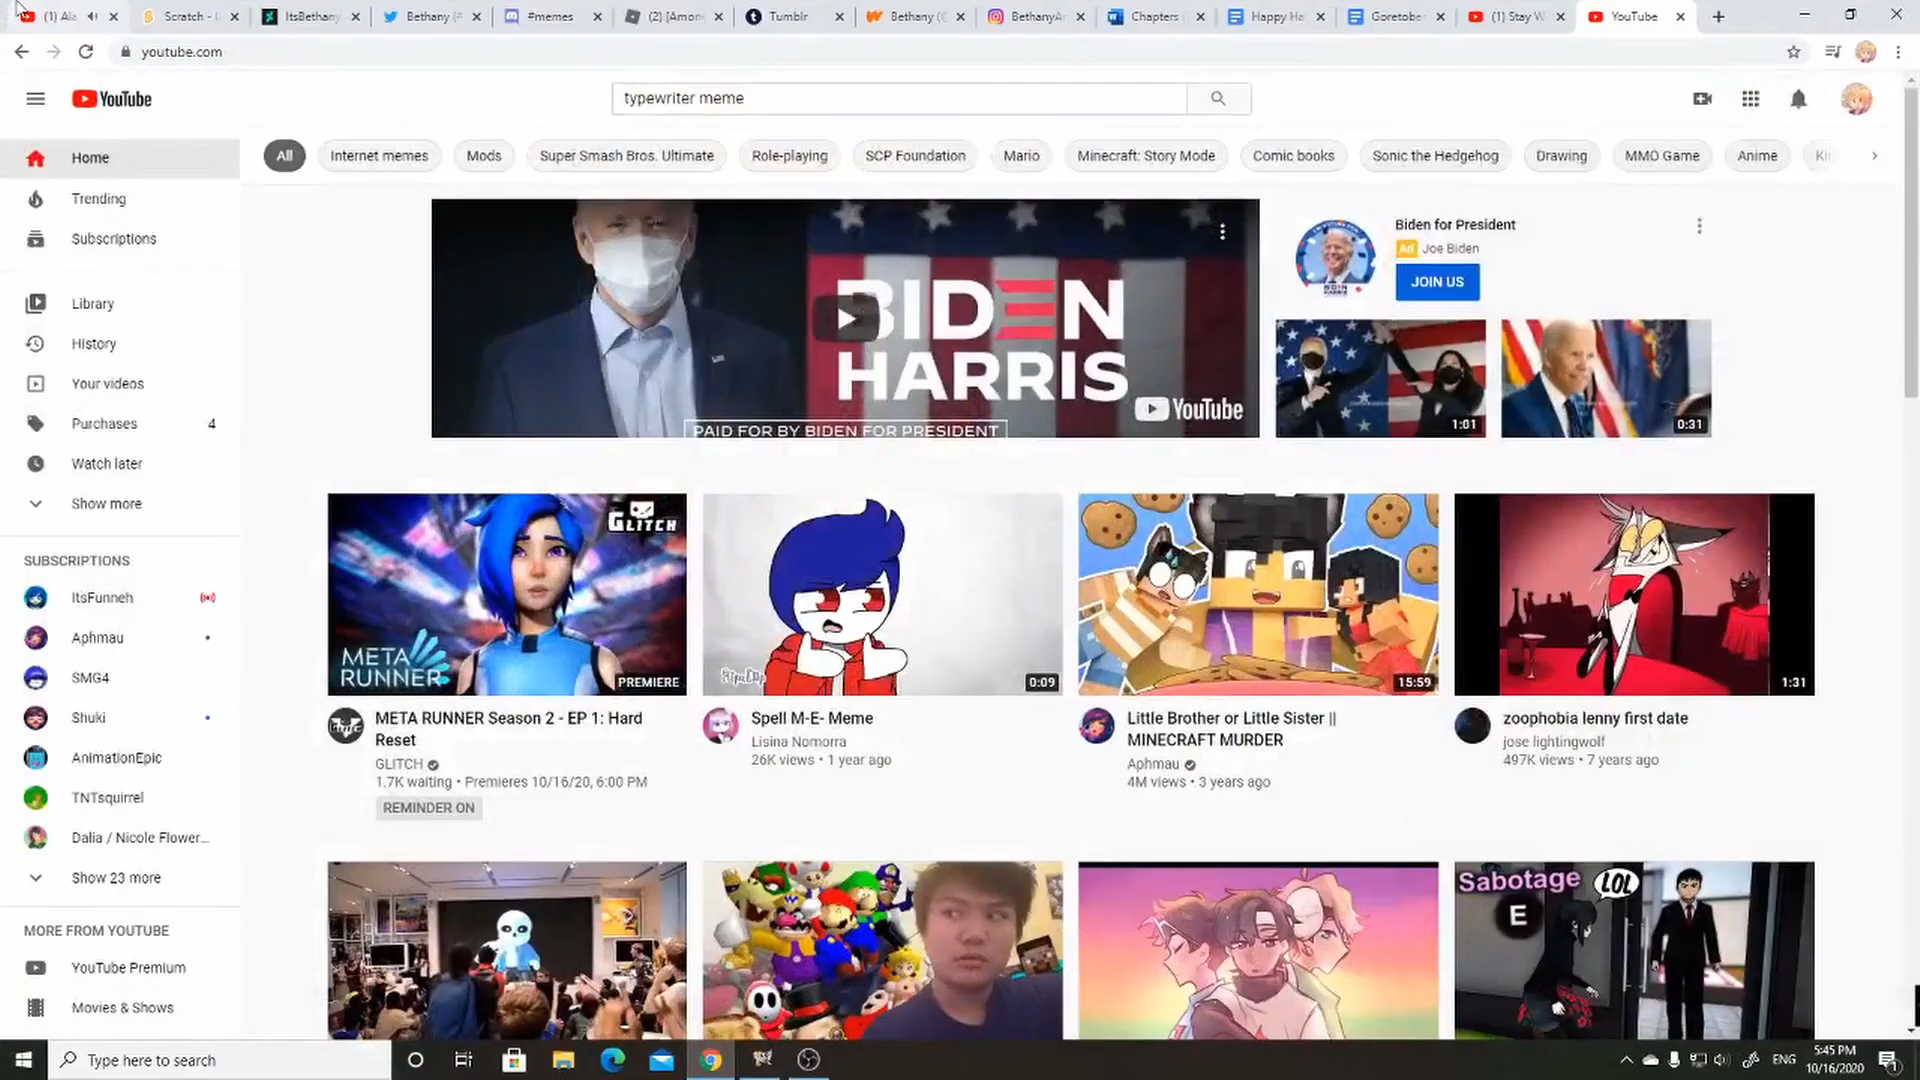 (1) Ala
Scratch - I
ItsBethany
Bethany (
#memes
(2) [Amon
Tumblr
Bethany (
BethanyA
Chapters
Happy Ha
Goretober
(1) Stay W
YouTube
youtube.com
YouTube
typewriter meme
All
Internet memes
Mods
Super Smash Bros. Ultimate
Role-playing
SCP Foundation
Mario
Minecraft: Story Mode
Comic books
Sonic the Hedgehog
Drawing
MMO Game
Anime
Home
Trending
Subscriptions
Library
History
Your videos
Purchases 4
Watch later
Show more
SUBSCRIPTIONS
ItsFunneh
Aphmau
SMG4
Shuki
AnimationEpic
TNTsquirrel
Dalia / Nicole Flower...
Show 23 more
MORE FROM YOUTUBE
YouTube Premium
Movies & Shows
BIDEN
HARRIS
YouTube
PAID FOR BY BIDEN FOR PRESIDENT
Biden for President
Ad Joe Biden
JOIN US
1:01
0:31
GLITCH
META
RUNNER
PREMIERE
META RUNNER Season 2 - EP 1: Hard
Reset
GLITCH
1.7K waiting • Premieres 10/16/20, 6:00 PM
REMINDER ON
FlipaClip
0:09
Spell M-E- Meme
Lisina Nomorra
26K views • 1 year ago
15:59
Little Brother or Little Sister ||
MINECRAFT MURDER
Aphmau
4M views • 3 years ago
1:31
zoophobia lenny first date
jose lightingwolf
497K views • 7 years ago
Sabotage
E
LOL
Type here to search
ENG
5:45 PM
10/16/2020
1